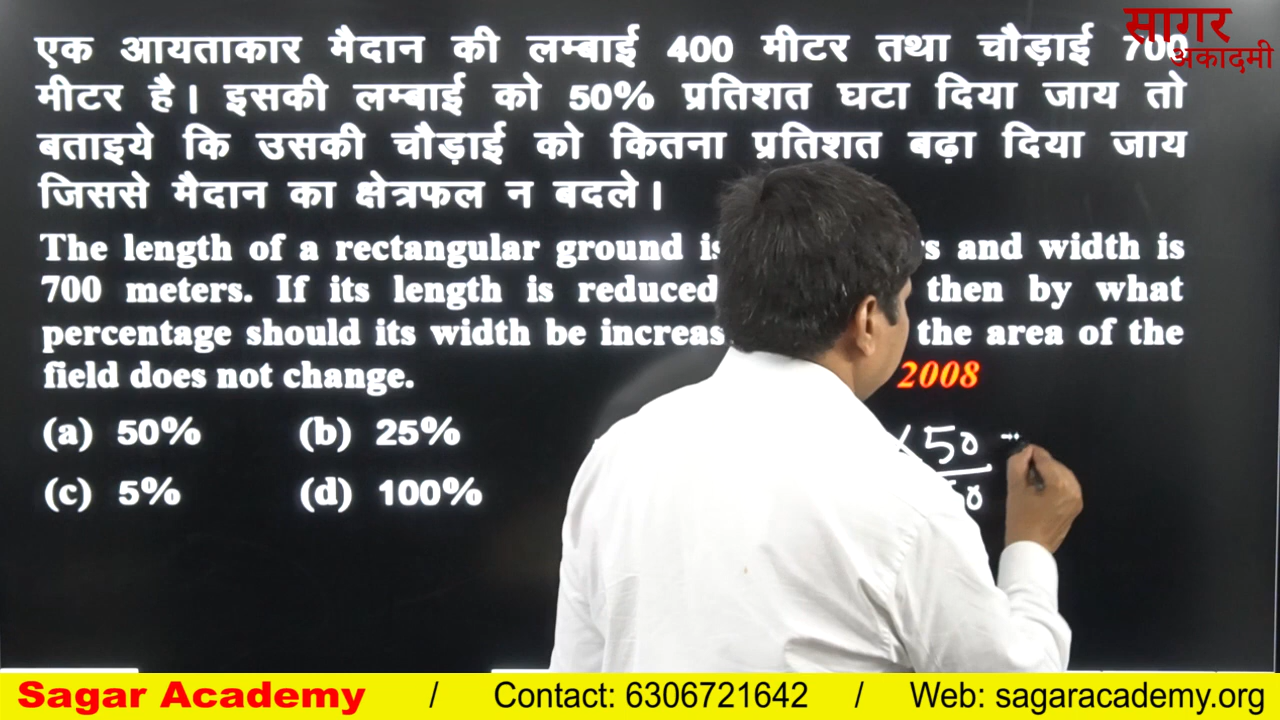 सागर
अकादमी
एक आयताकार मैदान की लम्बाई 400 मीटर तथा चौड़ाई 700
मीटर है। इसकी लम्बाई को 50% प्रतिशत घटा दिया जाय तो
बताइये कि उसकी चौड़ाई को कितना प्रतिशत बढ़ा दिया जाय
जिससे मैदान का क्षेत्रफल न बदले।
The length of a rectangular ground is and width is
700 meters. If its length is reduced then by what
percentage should its width be the area of the
field does not change.
2008
(a) 50% (b) 25%
(c) 5% (d) 100%
50
Sagar Academy / Contact: 6306721642 / Web: sagaracademy.org